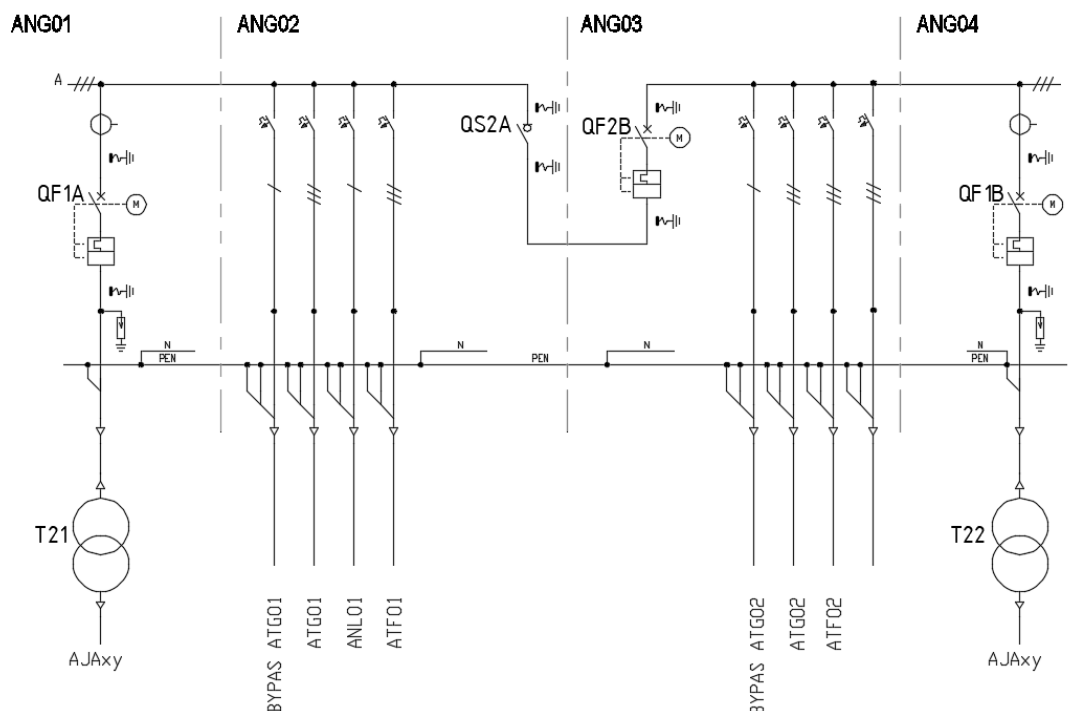 ANG01
ANG02
ANG03
ANG04
A
QS2A
QF2B
M
QF1A
M
QF1B
M
N
PEN
N
PEN
N
N
PEN
T21
T22
BYPAS ATG01
ATG01
ANL01
ATF01
BYPAS ATG02
ATG02
ATF02
AJAxy
AJAxy